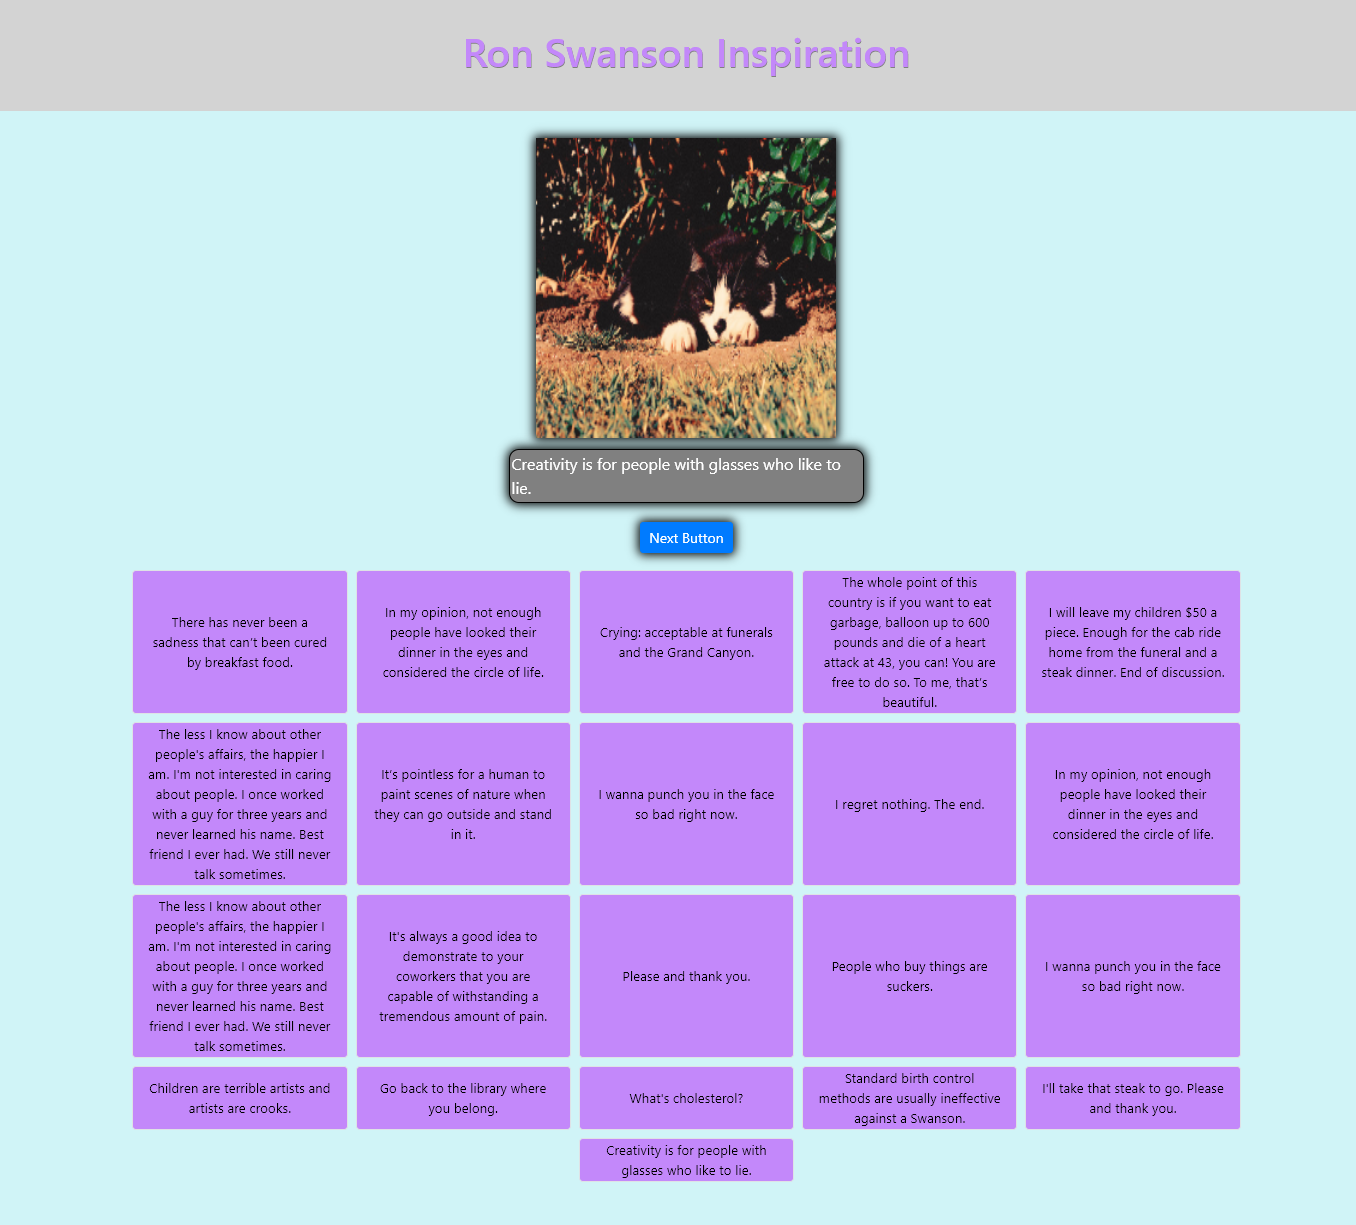 Ron Swanson Inspiration
Creativity is for people with glasses who like to
lie.
Next Button
There has never been a
sadness that can't been cured
by breakfast food.
In my opinion, not enough
people have looked their
dinner in the eyes and
considered the circle of life.
Crying: acceptable at funerals
and the Grand Canyon.
The whole point of this
country is if you want to eat
garbage, balloon up to 600
pounds and die of a heart
attack at 43, you can! You are
free to do so. To me, that's
beautiful.
I will leave my children $50 a
piece. Enough for the cab ride
home from the funeral and a
steak dinner. End of discussion.
The less I know about other
people's affairs, the happier I
am. I'm not interested in caring
about people. I once worked
with a guy for three years and
never learned his name. Best
friend I ever had. We still never
talk sometimes.
It's pointless for a human to
paint scenes of nature when
they can go outside and stand
in it.
I wanna punch you in the face
so bad right now.
I regret nothing. The end.
In my opinion, not enough
people have looked their
dinner in the eyes and
considered the circle of life.
The less I know about other
people's affairs, the happier I
am. I'm not interested in caring
about people. I once worked
with a guy for three years and
never learned his name. Best
friend I ever had. We still never
talk sometimes.
It's always a good idea to
demonstrate to your
coworkers that you are
capable of withstanding a
tremendous amount of pain.
Please and thank you.
People who buy things are
suckers.
I wanna punch you in the face
so bad right now.
Children are terrible artists and
artists are crooks.
Go back to the library where
you belong.
What's cholesterol?
Standard birth control
methods are usually ineffective
against a Swanson.
I'll take that steak to go. Please
and thank you.
Creativity is for people with
glasses who like to lie.